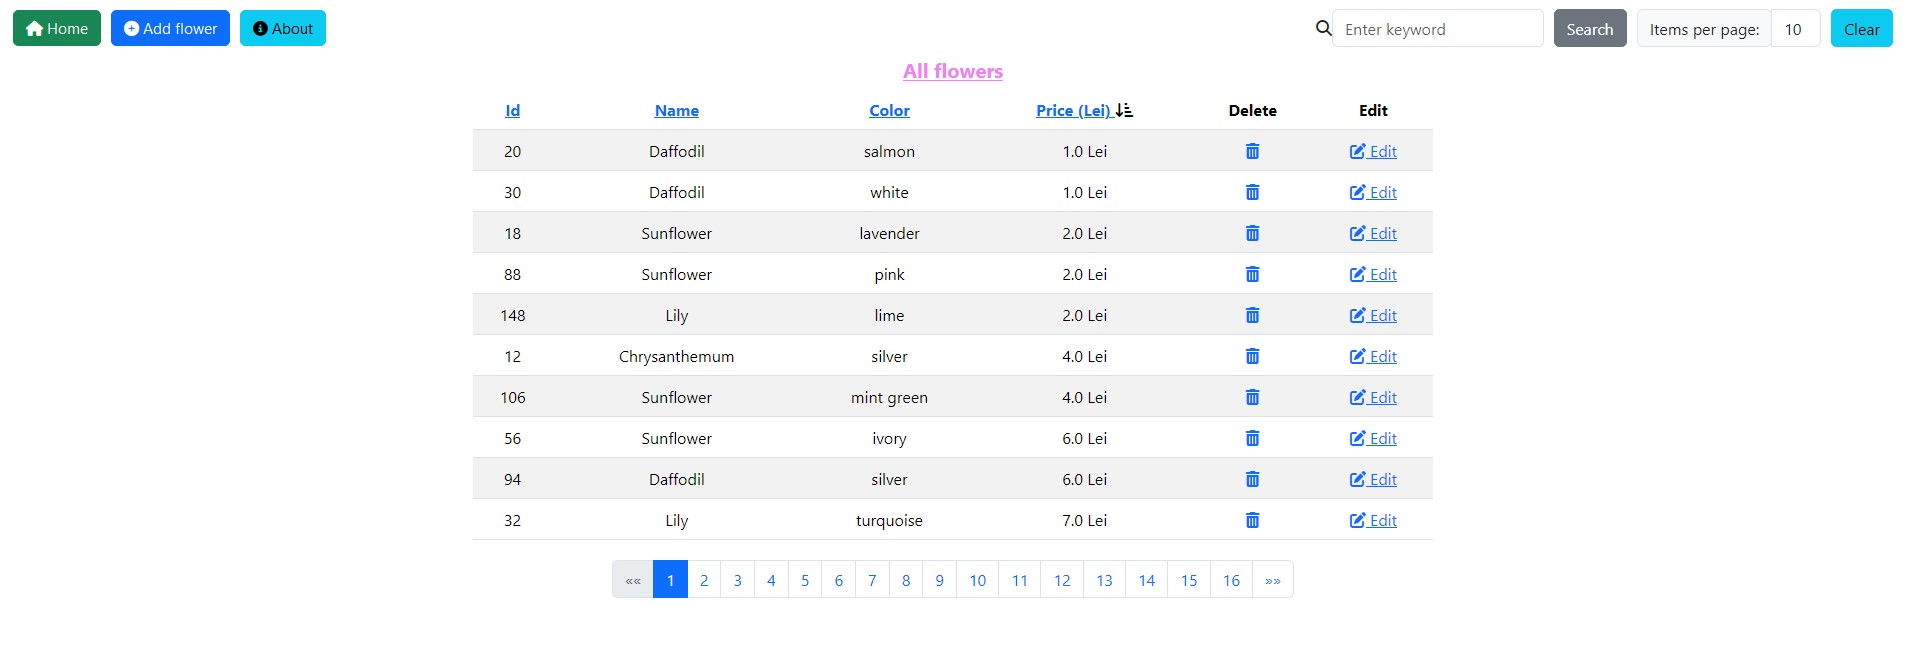 Home Add flower About Enter keyword Search Items per page: 10 Clear
All flowers
Id Name Color Price (Lei) Delete Edit
20 Daffodil salmon 1.0 Lei Edit
30 Daffodil white 1.0 Lei Edit
18 Sunflower lavender 2.0 Lei Edit
88 Sunflower pink 2.0 Lei Edit
148 Lily lime 2.0 Lei Edit
12 Chrysanthemum silver 4.0 Lei Edit
106 Sunflower mint green 4.0 Lei Edit
56 Sunflower ivory 6.0 Lei Edit
94 Daffodil silver 6.0 Lei Edit
32 Lily turquoise 7.0 Lei Edit
«« 1 2 3 4 5 6 7 8 9 10 11 12 13 14 15 16 »»